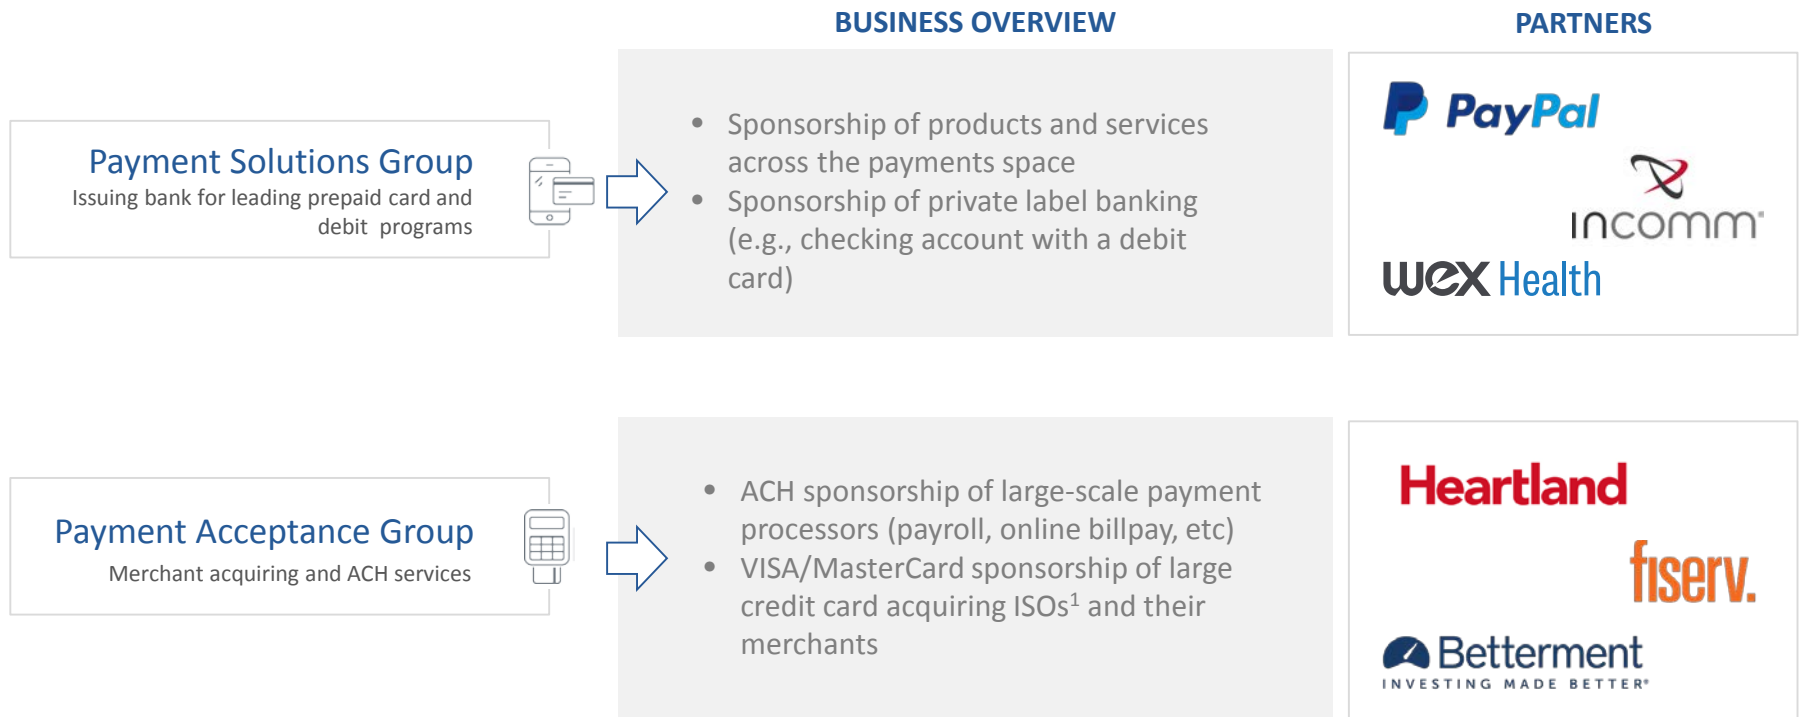 BUSINESS OVERVIEW
PARTNERS
Payment Solutions Group
Issuing bank for leading prepaid card and
debit programs
• Sponsorship of products and services
across the payments space
• Sponsorship of private label banking
(e.g., checking account with a debit
card)
PayPal
incomm®
wex Health
Payment Acceptance Group
Merchant acquiring and ACH services
• ACH sponsorship of large-scale payment
processors (payroll, online billpay, etc)
• VISA/MasterCard sponsorship of large
credit card acquiring ISOs¹ and their
merchants
Heartland
fiserv.
Betterment
INVESTING MADE BETTER®